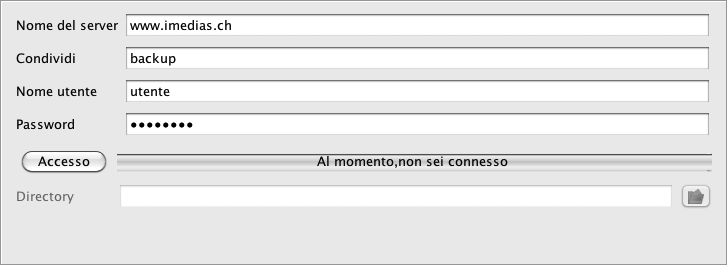 Nome del server www.imedias.ch
Condividi backup
Nome utente utente
Password ••••••••
Accesso Al momento,non sei connesso
Directory